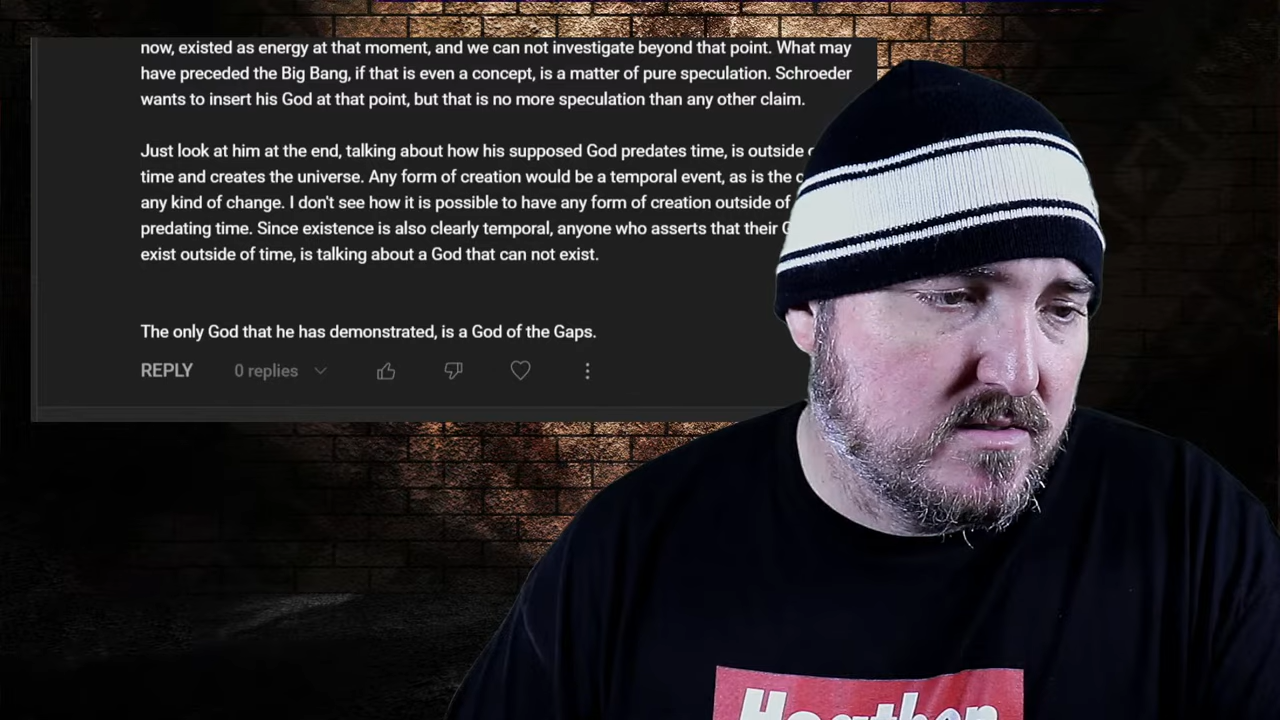 now, existed as energy at that moment, and we can not investigate beyond that point. What may
have preceded the Big Bang, if that is even a concept, is a matter of pure speculation. Schroeder
wants to insert his God at that point, but that is no more speculation than any other claim.
Just look at him at the end, talking about how his supposed God predates time, is outside
time and creates the universe. Any form of creation would be a temporal event, as is the
any kind of change. I don't see how it is possible to have any form of creation outside of
predating time. Since existence is also clearly temporal, anyone who asserts that their
exist outside of time, is talking about a God that can not exist.
The only God that he has demonstrated, is a God of the Gaps.
REPLY 0 replies
Heathen